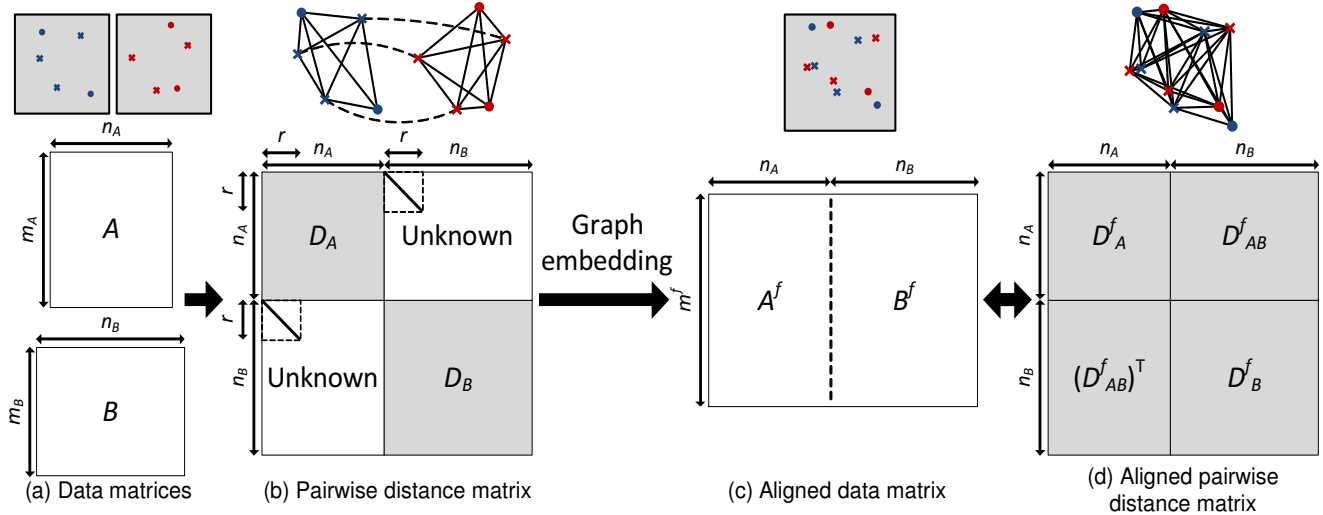 n_A
m_A
A
n_B
m_B
B
(a) Data matrices
r
r
n_A
n_B
r
n_A
D_A
Unknown
r
n_B
Unknown
D_B
(b) Pairwise distance matrix
Graph
embedding
n_A
n_B
m^f
A^f
B^f
(c) Aligned data matrix
n_A
n_B
n_A
D^f_A
D^f_AB
n_B
(D^f_AB)^T
D^f_B
(d) Aligned pairwise
distance matrix